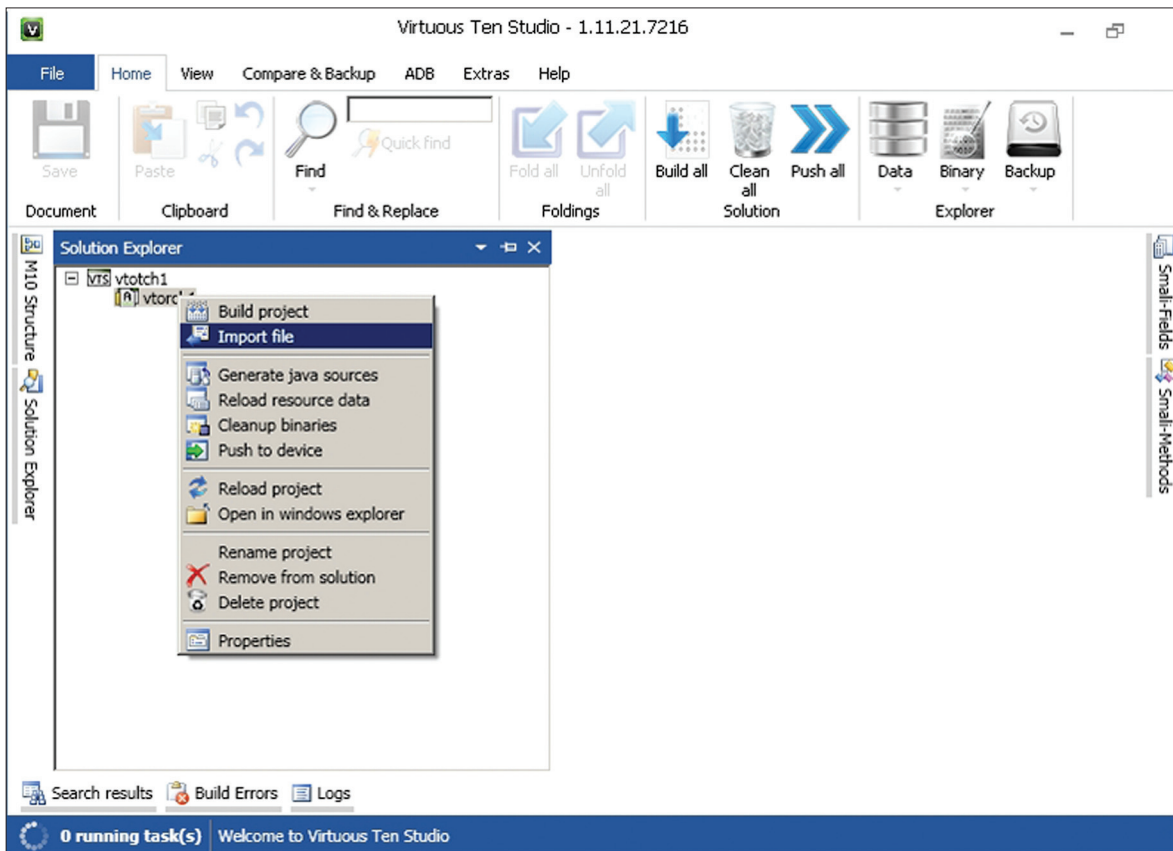 Virtuous Ten Studio - 1.11.21.7216
File Home View Compare & Backup ADB Extras Help
Save Paste Find Quick find Fold all Unfold all Build all Clean all Push all Data Binary Backup
Document Clipboard Find & Replace Foldings Solution Explorer
M10 Structure
Solution Explorer
Solution Explorer
VTS vtotch1
Build project
Import file
Generate java sources
Reload resource data
Cleanup binaries
Push to device
Reload project
Open in windows explorer
Rename project
Remove from solution
Delete project
Properties
Smali-Fields
Smali-Methods
Search results Build Errors Logs
0 running task(s) Welcome to Virtuous Ten Studio